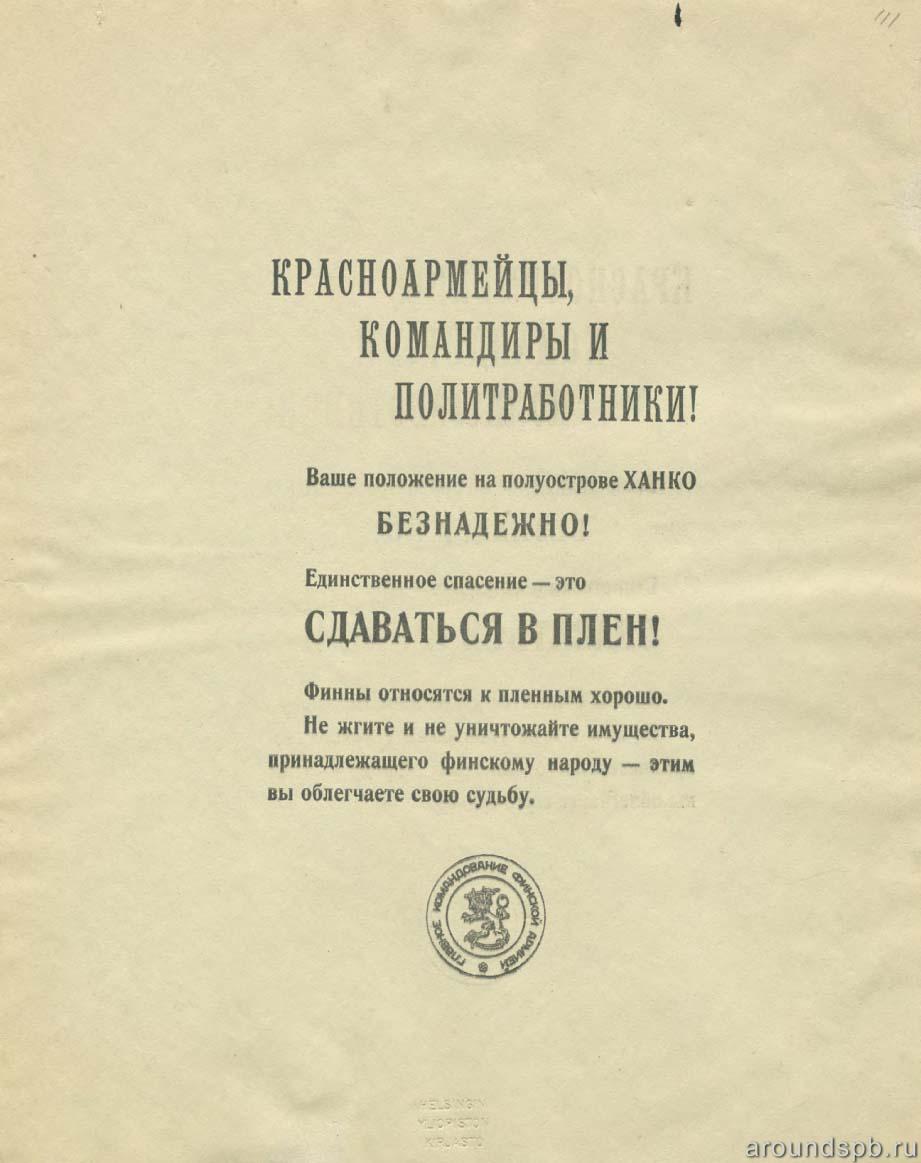 111
КРАСНОАРМЕЙЦЫ,
КОМАНДИРЫ И
ПОЛИТРАБОТНИКИ!
Ваше положение на полуострове ХАНКО
БЕЗНАДЕЖНО!
Единственное спасение — это
СДАВАТЬСЯ В ПЛЕН!
Финны относятся к пленным хорошо.
Не жгите и не уничтожайте имущества,
принадлежащего финскому народу — этим
вы облегчаете свою судьбу.
ГЛАВНОЕ КОМАНДОВАНИЕ ФИНСКОЙ АРМИЕЙ
HELSINGIN
YLIOPISTON
KIRJASTO
aroundspb.ru